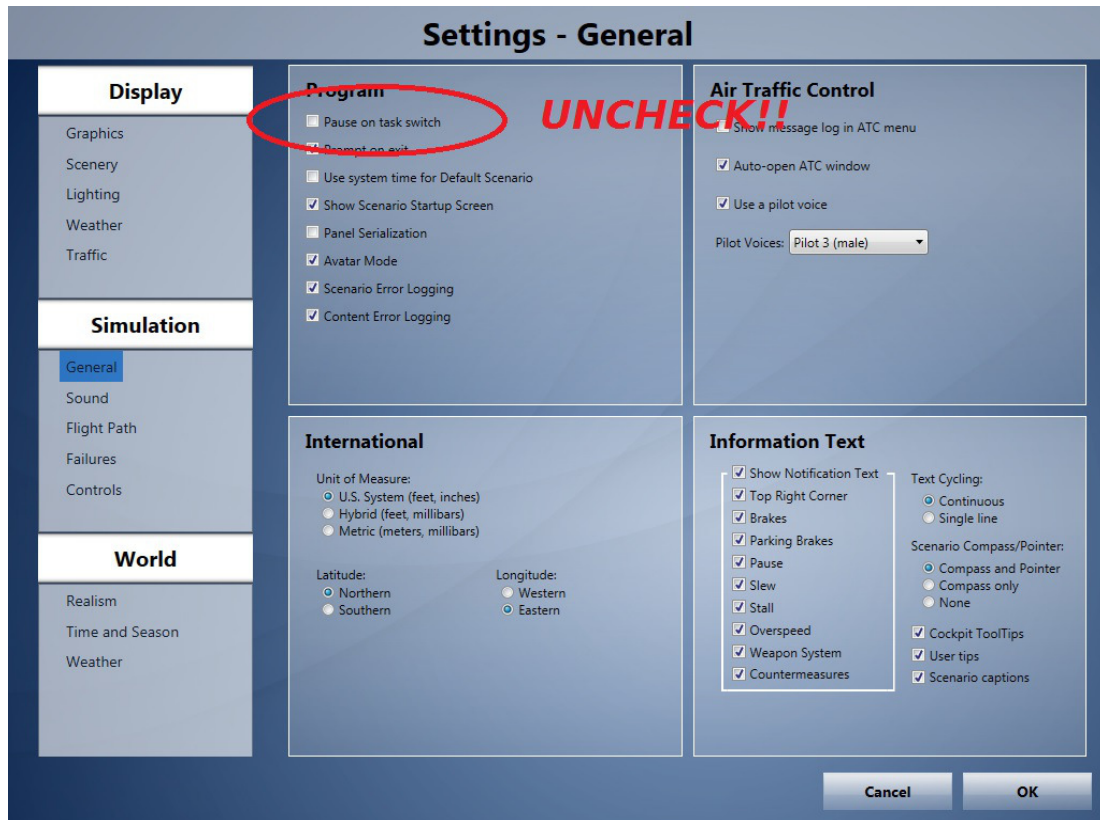 Settings - General
Display
Graphics
Scenery
Lighting
Weather
Traffic
Simulation
General
Sound
Flight Path
Failures
Controls
World
Realism
Time and Season
Weather
Program
UNCHECK!!
Pause on task switch
Prompt on exit
Use system time for Default Scenario
Show Scenario Startup Screen
Panel Serialization
Avatar Mode
Scenario Error Logging
Content Error Logging
Air Traffic Control
Show message log in ATC menu
Auto-open ATC window
Use a pilot voice
Pilot Voices: Pilot 3 (male)
International
Unit of Measure:
U.S. System (feet, inches)
Hybrid (feet, millibars)
Metric (meters, millibars)
Latitude:
Northern
Southern
Longitude:
Western
Eastern
Information Text
Show Notification Text
Top Right Corner
Brakes
Parking Brakes
Pause
Slew
Stall
Overspeed
Weapon System
Countermeasures
Text Cycling:
Continuous
Single line
Scenario Compass/Pointer:
Compass and Pointer
Compass only
None
Cockpit ToolTips
User tips
Scenario captions
Cancel
OK